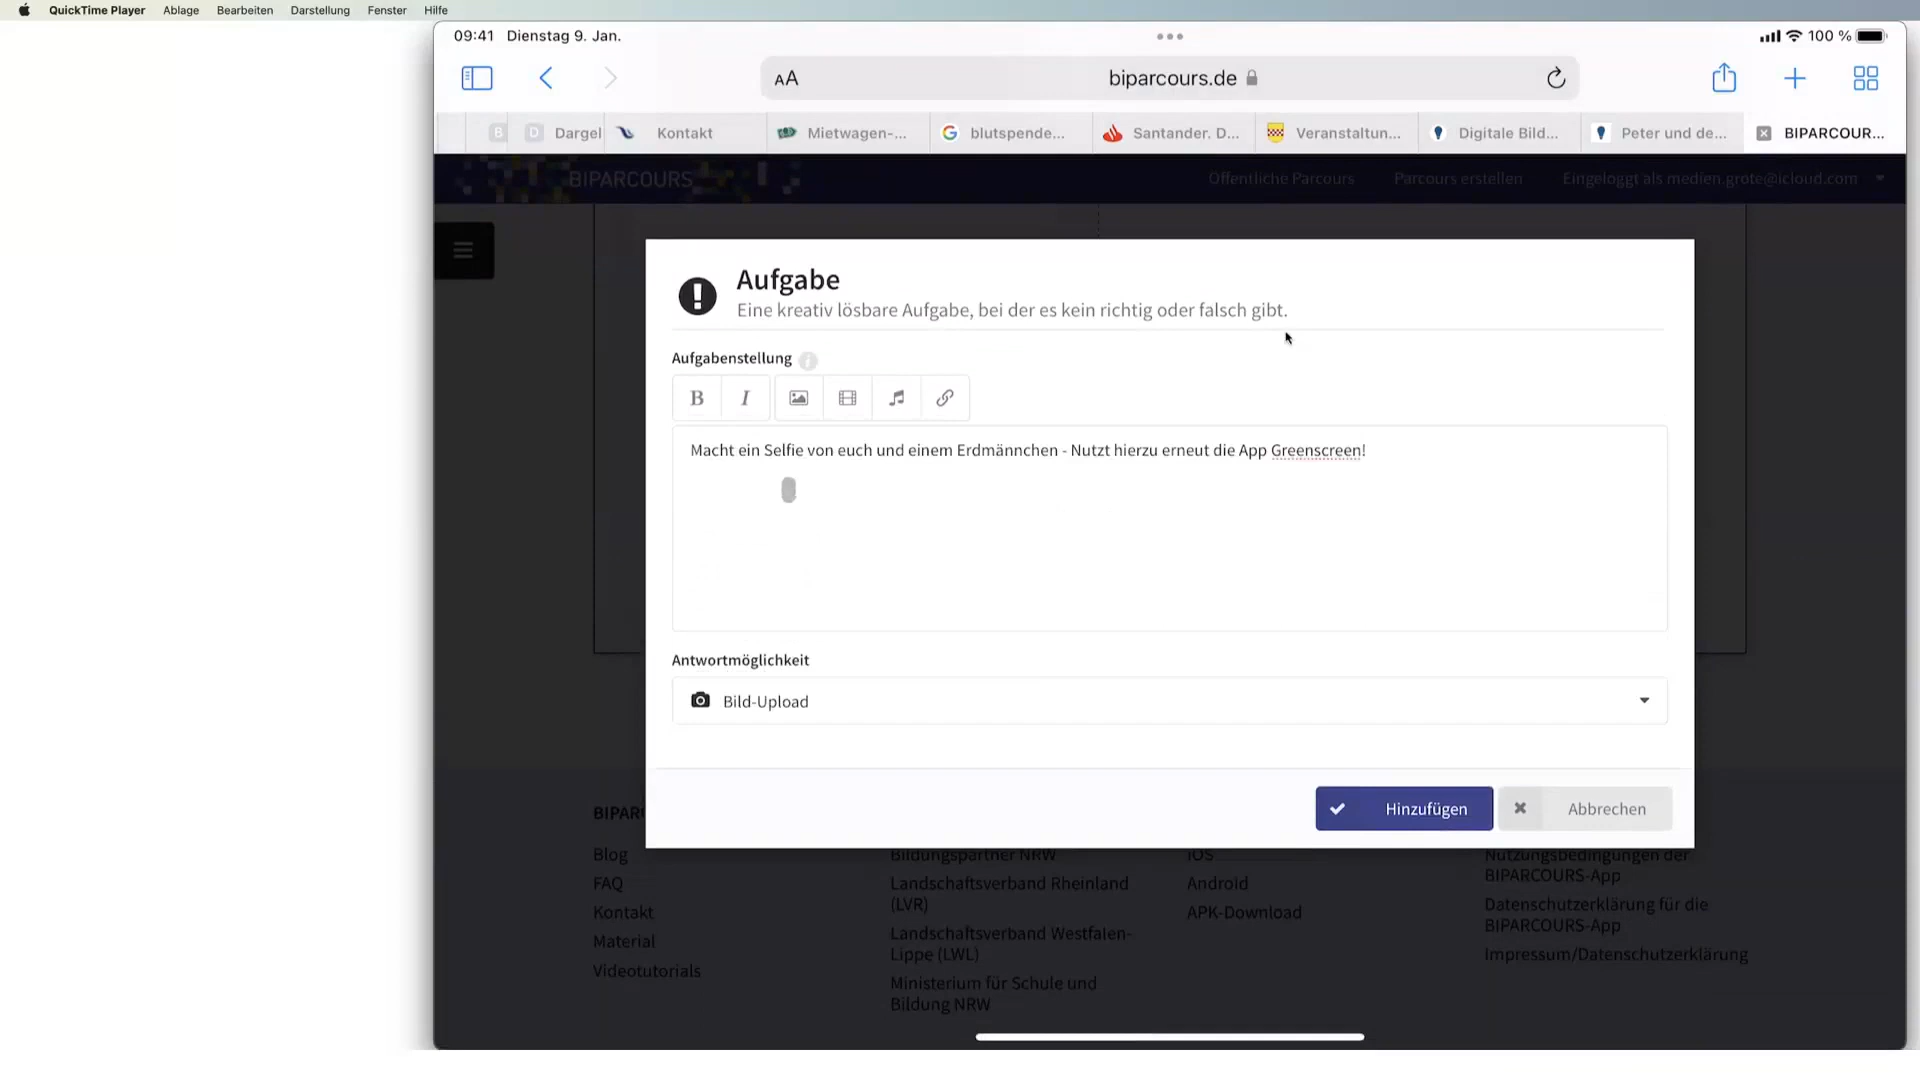 QuickTime Player Ablage Bearbeiten Darstellung Fenster Hilfe
09:41 Dienstag 9. Jan.
100 %
AA biparcours.de
B D Dargel Kontakt Mietwagen-... blutspende... Santander. D... Veranstaltun... Digitale Bild... Peter und de... BIPARCOUR...
BIPARCOURS Öffentliche Parcours Parcours erstellen Eingeloggt als medien.grote@icloud.com
Aufgabe
Eine kreativ lösbare Aufgabe, bei der es kein richtig oder falsch gibt.
Aufgabenstellung
B I
Macht ein Selfie von euch und einem Erdmännchen - Nutzt hierzu erneut die App Greenscreen!
Antwortmöglichkeit
Bild-Upload
Hinzufügen Abbrechen
BIPAR
Blog
FAQ
Kontakt
Material
Videotutorials
Bildungspartner NRW
Landschaftsverband Rheinland
(LVR)
Landschaftsverband Westfalen-
Lippe (LWL)
Ministerium für Schule und
Bildung NRW
iOS
Android
APK-Download
Nutzungsbedingungen der
BIPARCOURS-App
Datenschutzerklärung für die
BIPARCOURS-App
Impressum/Datenschutzerklärung